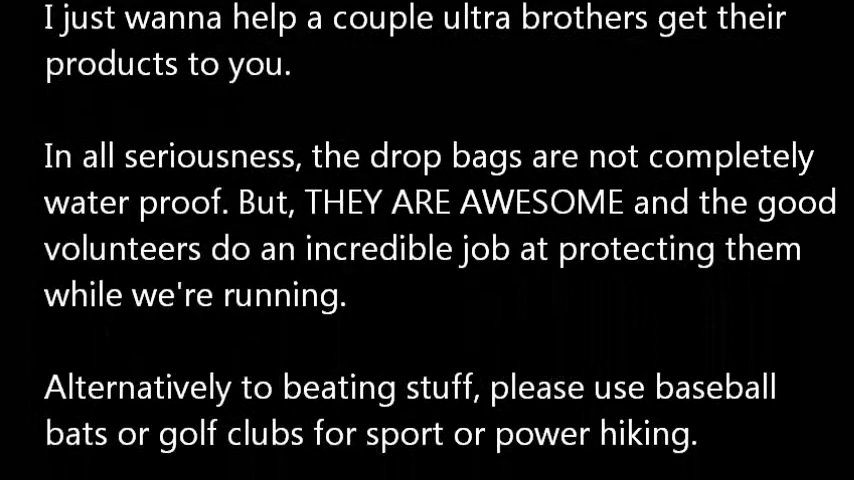 I just wanna help a couple ultra brothers get their
products to you.
In all seriousness, the drop bags are not completely
water proof. But, THEY ARE AWESOME and the good
volunteers do an incredible job at protecting them
while we're running.
Alternatively to beating stuff, please use baseball
bats or golf clubs for sport or power hiking.